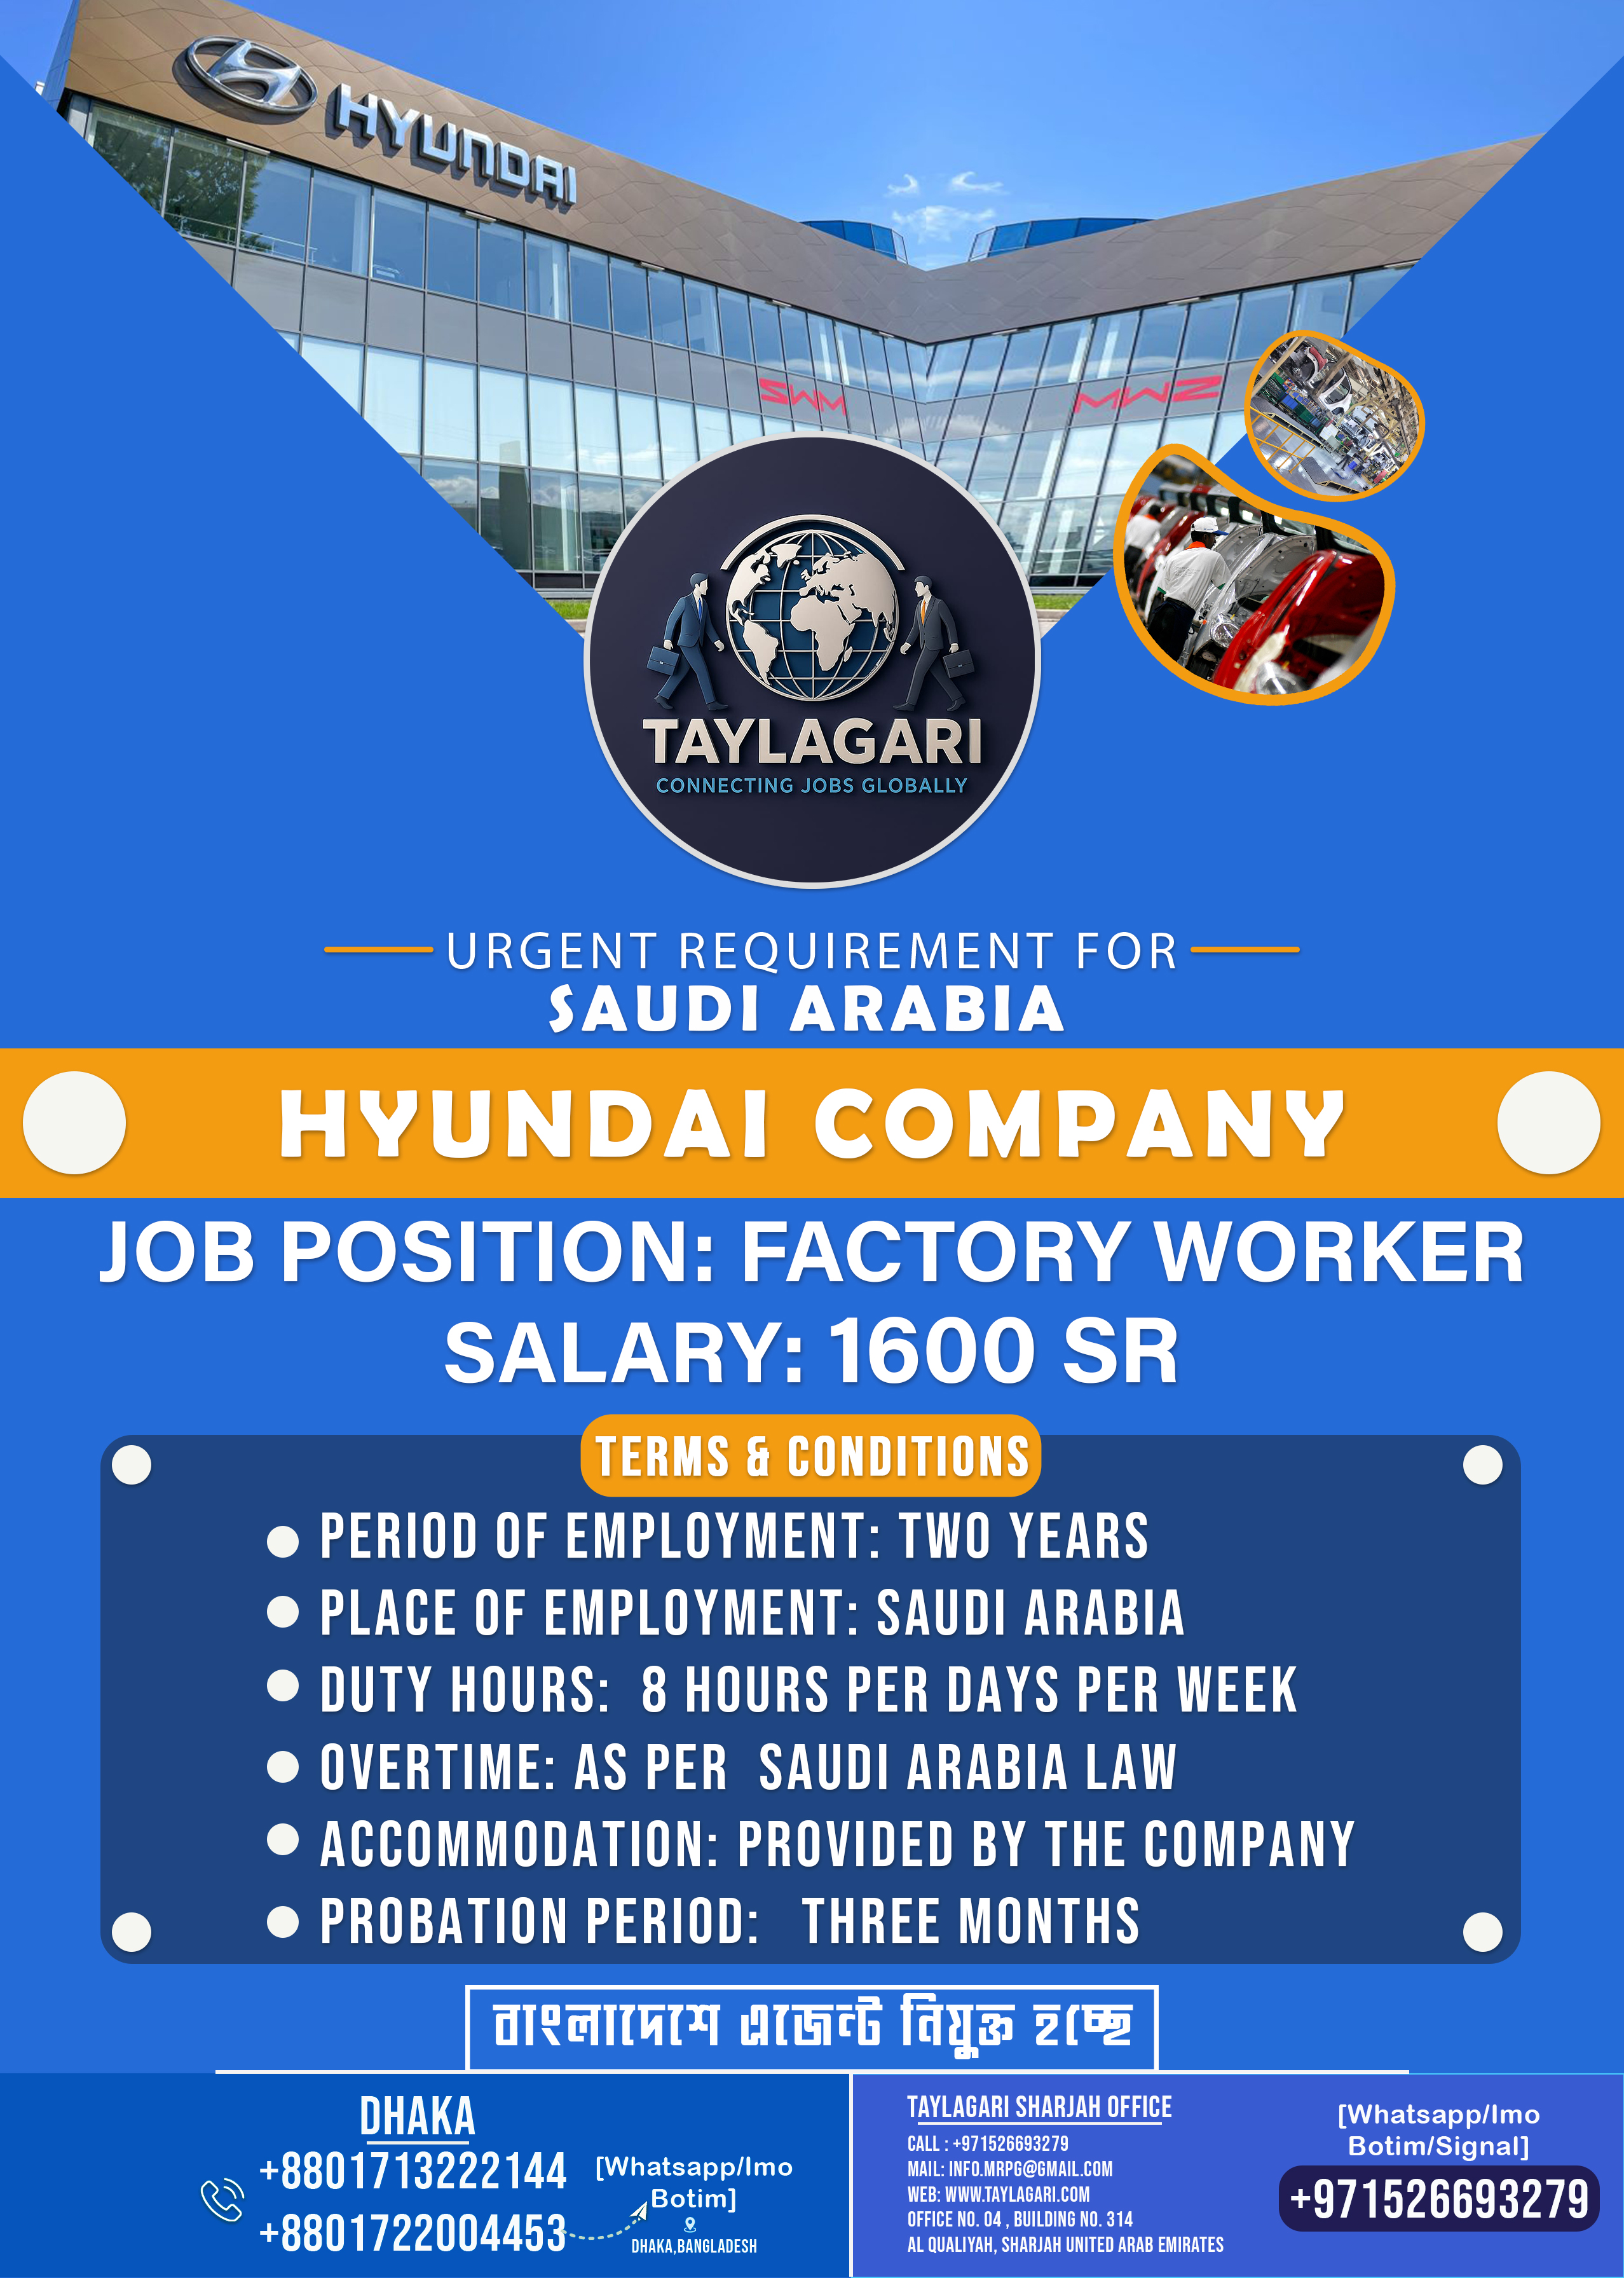 HYUNDAI
SWM
TAYLAGARI
CONNECTING JOBS GLOBALLY
URGENT REQUIREMENT FOR
SAUDI ARABIA
HYUNDAI COMPANY
JOB POSITION: FACTORY WORKER
SALARY: 1600 SR
TERMS & CONDITIONS
PERIOD OF EMPLOYMENT: TWO YEARS
PLACE OF EMPLOYMENT: SAUDI ARABIA
DUTY HOURS: 8 HOURS PER DAYS PER WEEK
OVERTIME: AS PER SAUDI ARABIA LAW
ACCOMMODATION: PROVIDED BY THE COMPANY
PROBATION PERIOD: THREE MONTHS
বাংলাদেশে এজেন্ট নিযুক্ত হচ্ছে
DHAKA
+8801713222144
+8801722004453
[Whatsapp/Imo
Botim]
DHAKA,BANGLADESH
TAYLAGARI SHARJAH OFFICE
CALL : +971526693279
MAIL: INFO.MRPG@GMAIL.COM
WEB: WWW.TAYLAGARI.COM
OFFICE NO. 04 , BUILDING NO. 314
AL QUALIYAH, SHARJAH UNITED ARAB EMIRATES
[Whatsapp/Imo
Botim/Signal]
+971526693279